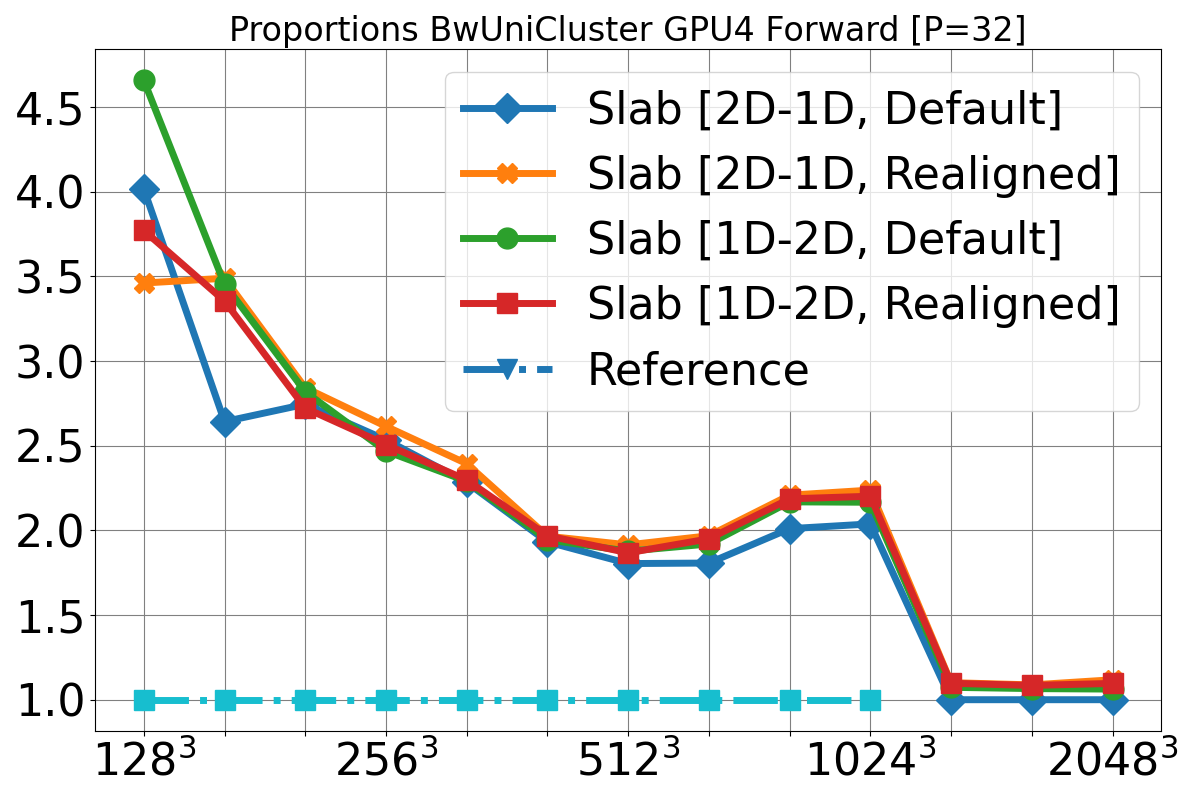 Proportions BwUniCluster GPU4 Forward [P=32]
Slab [2D-1D, Default]
Slab [2D-1D, Realigned]
Slab [1D-2D, Default]
Slab [1D-2D, Realigned]
Reference
4.5
4.0
3.5
3.0
2.5
2.0
1.5
1.0
128³ 256³ 512³ 1024³ 2048³